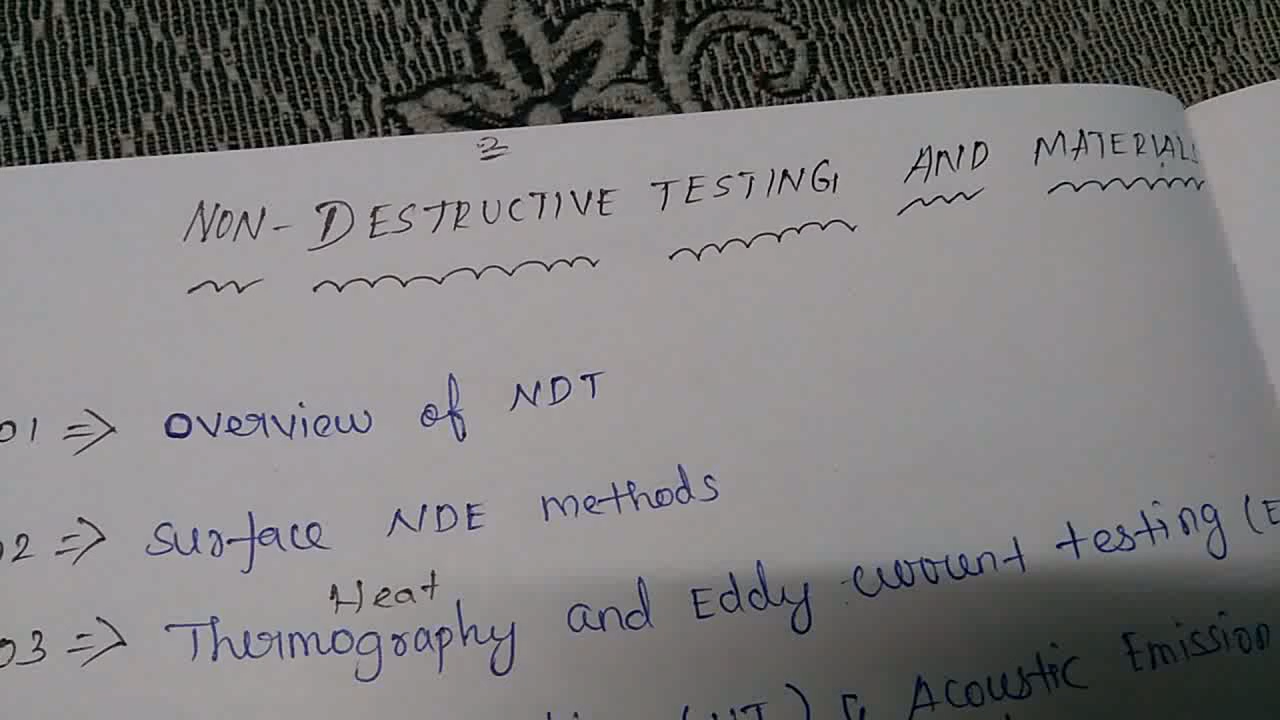 2
NON-DESTRUCTIVE TESTING AND MATERIALS
01 => overview of NDT
02 => surface NDE methods
Heat
03 => Thermography and Eddy current testing (E
(UT) & Acoustic Emission